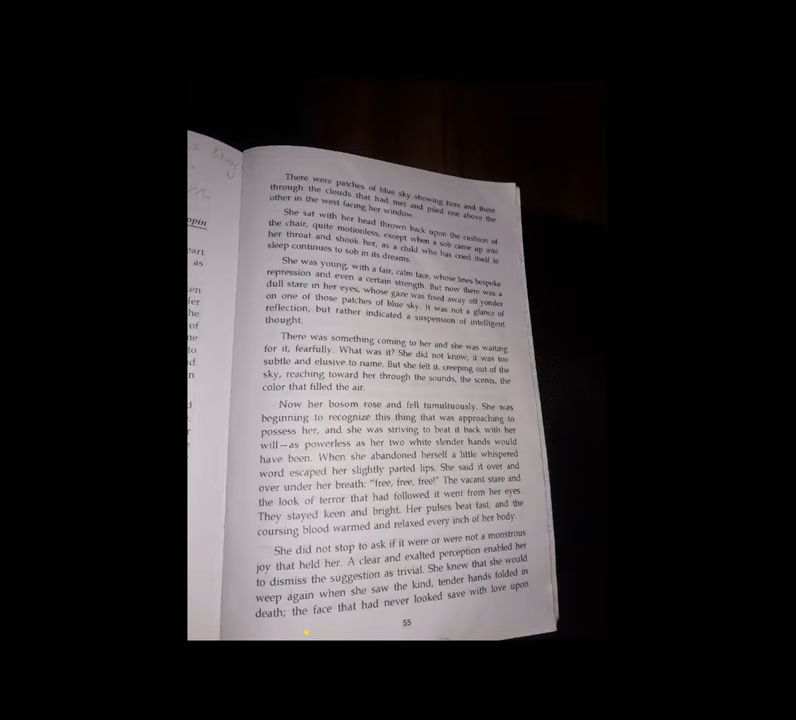 a story
opin
eart
as
en
her
he
of
ne
to
d
n
d
There were patches of blue sky showing here and there
through the clouds that had met and piled one above the
other in the west facing her window.
She sat with her head thrown back upon the cushion of
the chair, quite motionless, except when a sob came up into
her throat and shook her, as a child who has cried itself to
sleep continues to sob in its dreams.
She was young, with a fair, calm face, whose lines bespoke
repression and even a certain strength. But now there was a
dull stare in her eyes, whose gaze was fixed away off yonder
on one of those patches of blue sky. It was not a glance of
reflection, but rather indicated a suspension of intelligent
thought.
There was something coming to her and she was waiting
for it, fearfully. What was it? She did not know; it was too
subtle and elusive to name. But she felt it, creeping out of the
sky, reaching toward her through the sounds, the scents, the
color that filled the air.
Now her bosom rose and fell tumultuously. She was
beginning to recognize this thing that was approaching to
possess her, and she was striving to beat it back with her
will—as powerless as her two white slender hands would
have been. When she abandoned herself a little whispered
word escaped her slightly parted lips. She said it over and
over under her breath: "free, free, free!" The vacant stare and
the look of terror that had followed it went from her eyes.
They stayed keen and bright. Her pulses beat fast, and the
coursing blood warmed and relaxed every inch of her body.
She did not stop to ask if it were or were not a monstrous
joy that held her. A clear and exalted perception enabled her
to dismiss the suggestion as trivial. She knew that she would
weep again when she saw the kind, tender hands folded in
death; the face that had never looked save with love upon
55